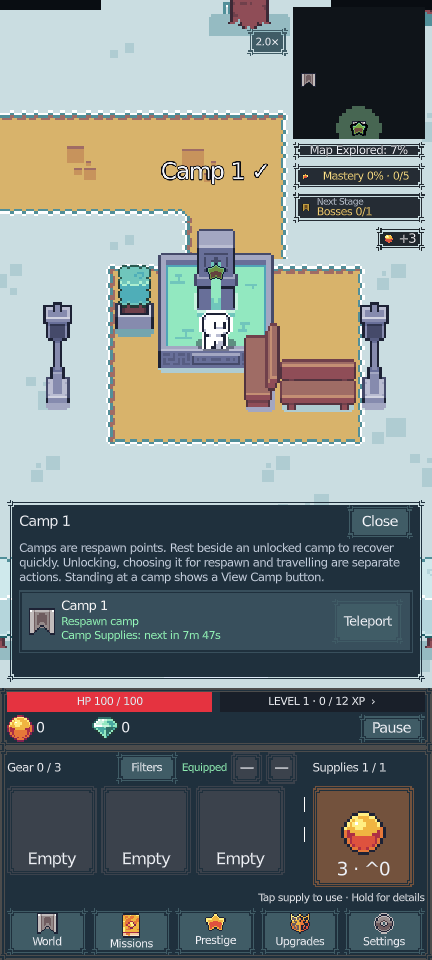 2.0×
Map Explored: 7%
Mastery 0% · 0/5
Next Stage
Bosses 0/1
+3
Camp 1 ✓
Camp 1
Close
Camps are respawn points. Rest beside an unlocked camp to recover
quickly. Unlocking, choosing it for respawn and travelling are separate
actions. Standing at a camp shows a View Camp button.
Camp 1
Respawn camp
Camp Supplies: next in 7m 47s
Teleport
HP 100 / 100
LEVEL 1 · 0 / 12 XP ›
0
0
Pause
Gear 0 / 3
Filters
Equipped
—
—
Supplies 1 / 1
Empty
Empty
Empty
3 · ^0
Tap supply to use · Hold for details
World
Missions
Prestige
Upgrades
Settings